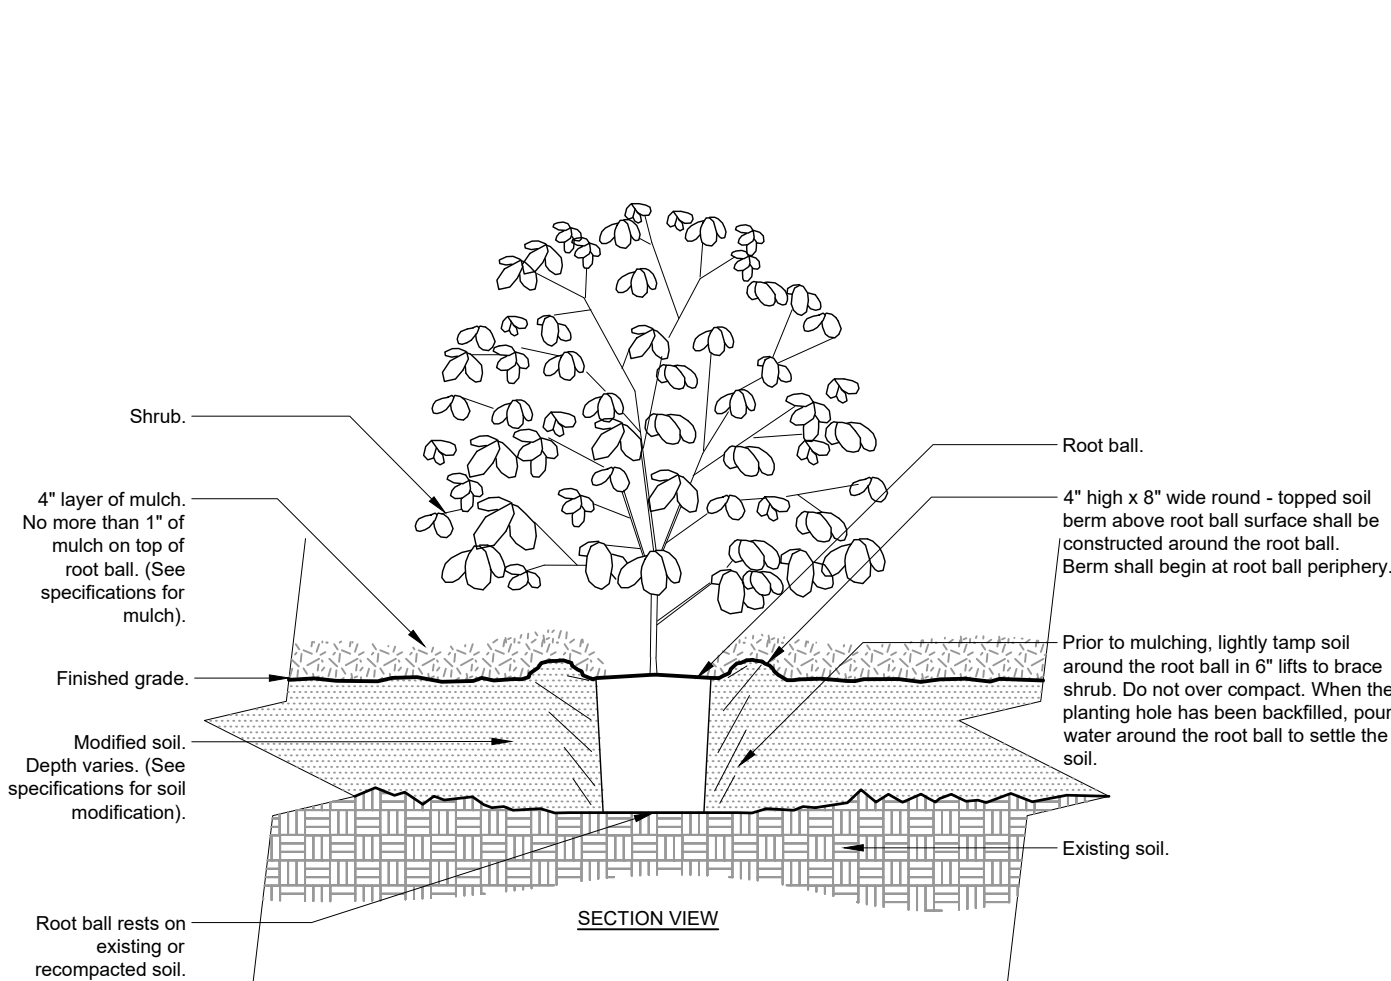 Shrub.
4" layer of mulch.
No more than 1" of
mulch on top of
root ball. (See
specifications for
mulch).
Finished grade.
Modified soil.
Depth varies. (See
specifications for soil
modification).
Root ball rests on
existing or
recompacted soil.
Root ball.
4" high x 8" wide round - topped soil
berm above root ball surface shall be
constructed around the root ball.
Berm shall begin at root ball periphery.
Prior to mulching, lightly tamp soil
around the root ball in 6" lifts to brace
shrub. Do not over compact. When the
planting hole has been backfilled, pour
water around the root ball to settle the
soil.
Existing soil.
SECTION VIEW